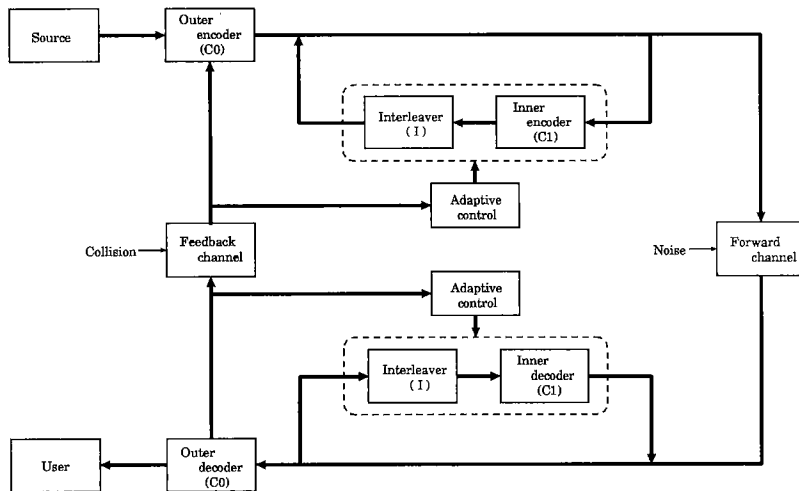 Source
Outer
encoder
(C0)
Interleaver
( I )
Inner
encoder
(C1)
Adaptive
control
Collision
Feedback
channel
Noise
Forward
channel
Adaptive
control
Interleaver
( I )
Inner
decoder
(C1)
User
Outer
decoder
(C0)